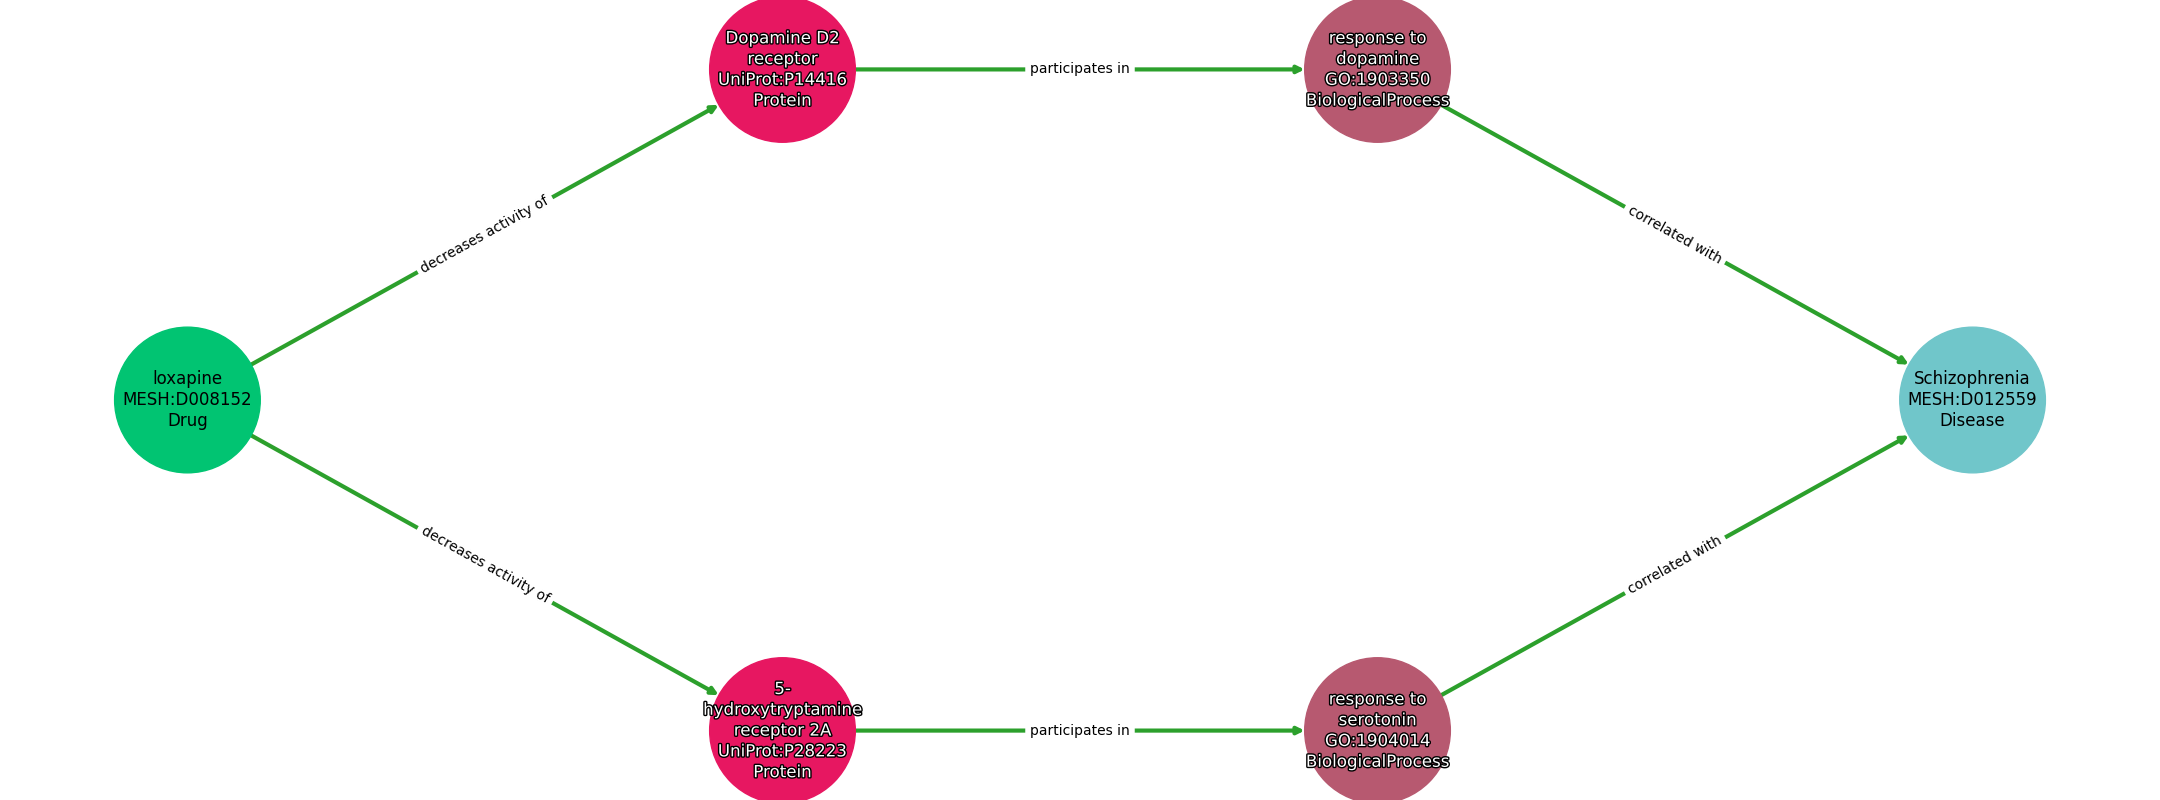 Dopamine D2
receptor
UniProt:P14416
Protein
participates in
response to
dopamine
GO:1903350
BiologicalProcess
decreases activity of
correlated with
loxapine
MESH:D008152
Drug
Schizophrenia
MESH:D012559
Disease
decreases activity of
correlated with
5-
hydroxytryptamine
receptor 2A
UniProt:P28223
Protein
participates in
response to
serotonin
GO:1904014
BiologicalProcess